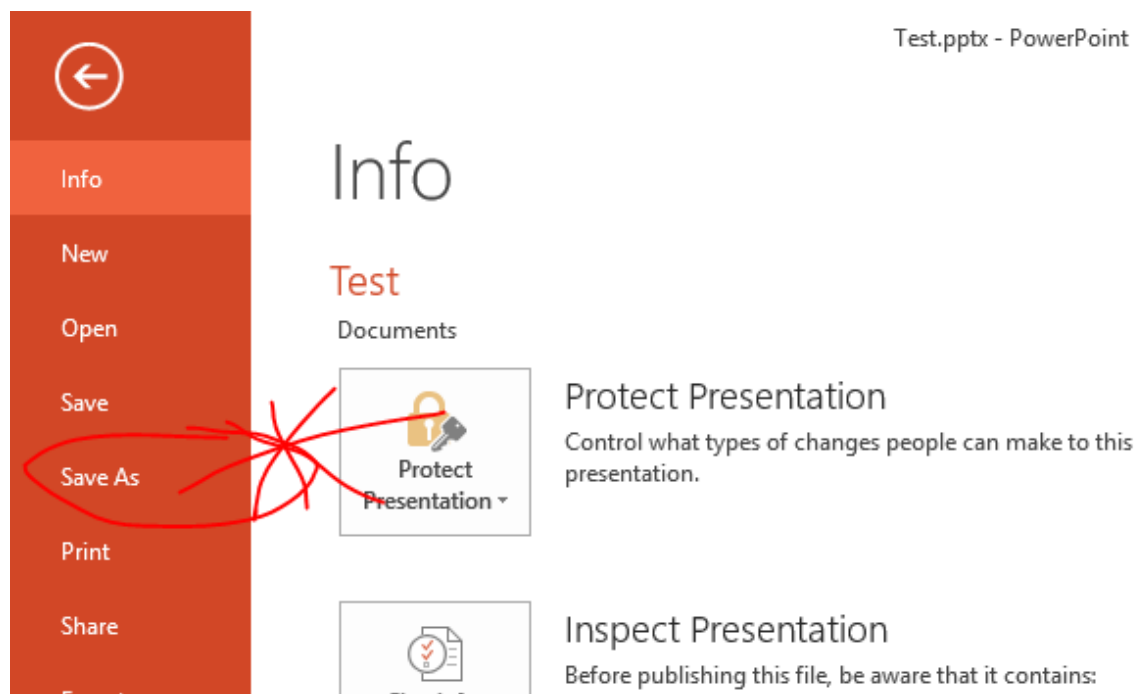 Test.pptx - PowerPoint
Info
New
Open
Save
Save As
Print
Share
Info
Test
Documents
Protect
Presentation
Protect Presentation
Control what types of changes people can make to this
presentation.
Inspect Presentation
Before publishing this file, be aware that it contains: